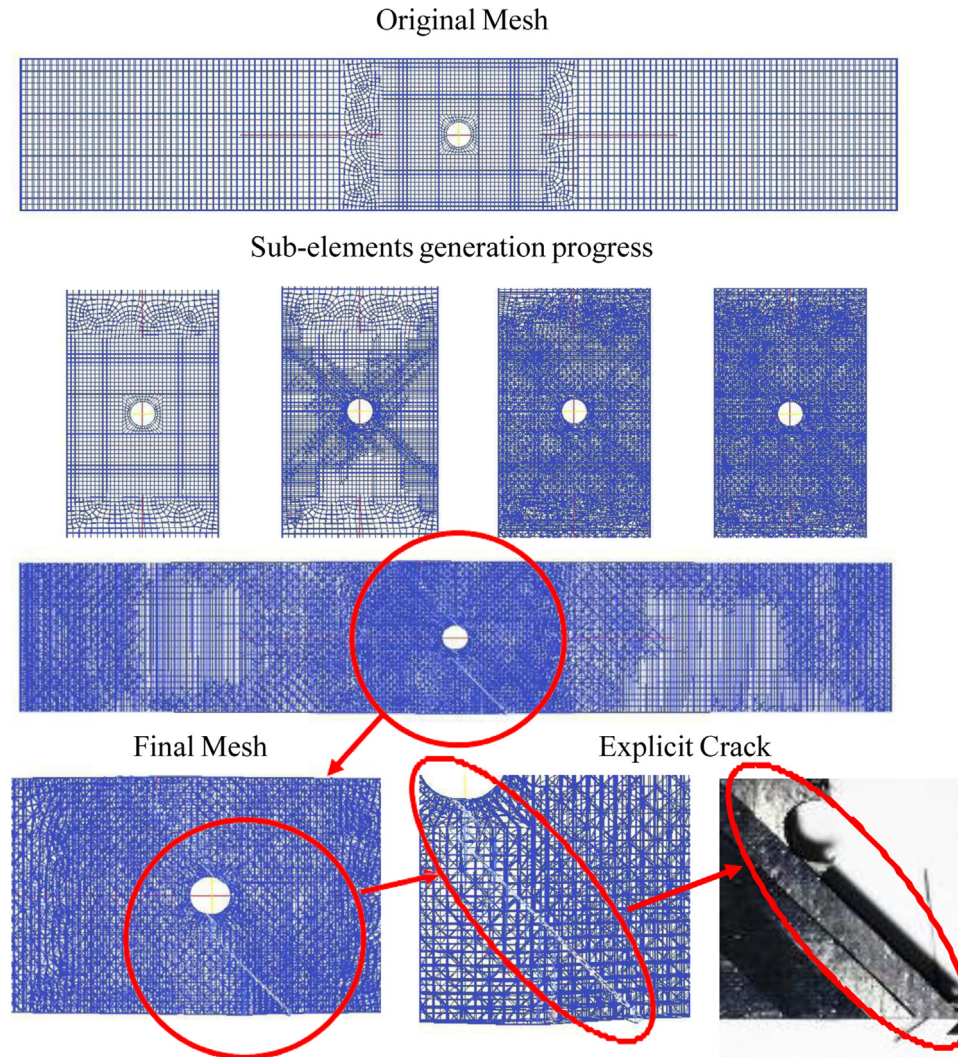 Original Mesh
Sub-elements generation progress
Final Mesh
Explicit Crack